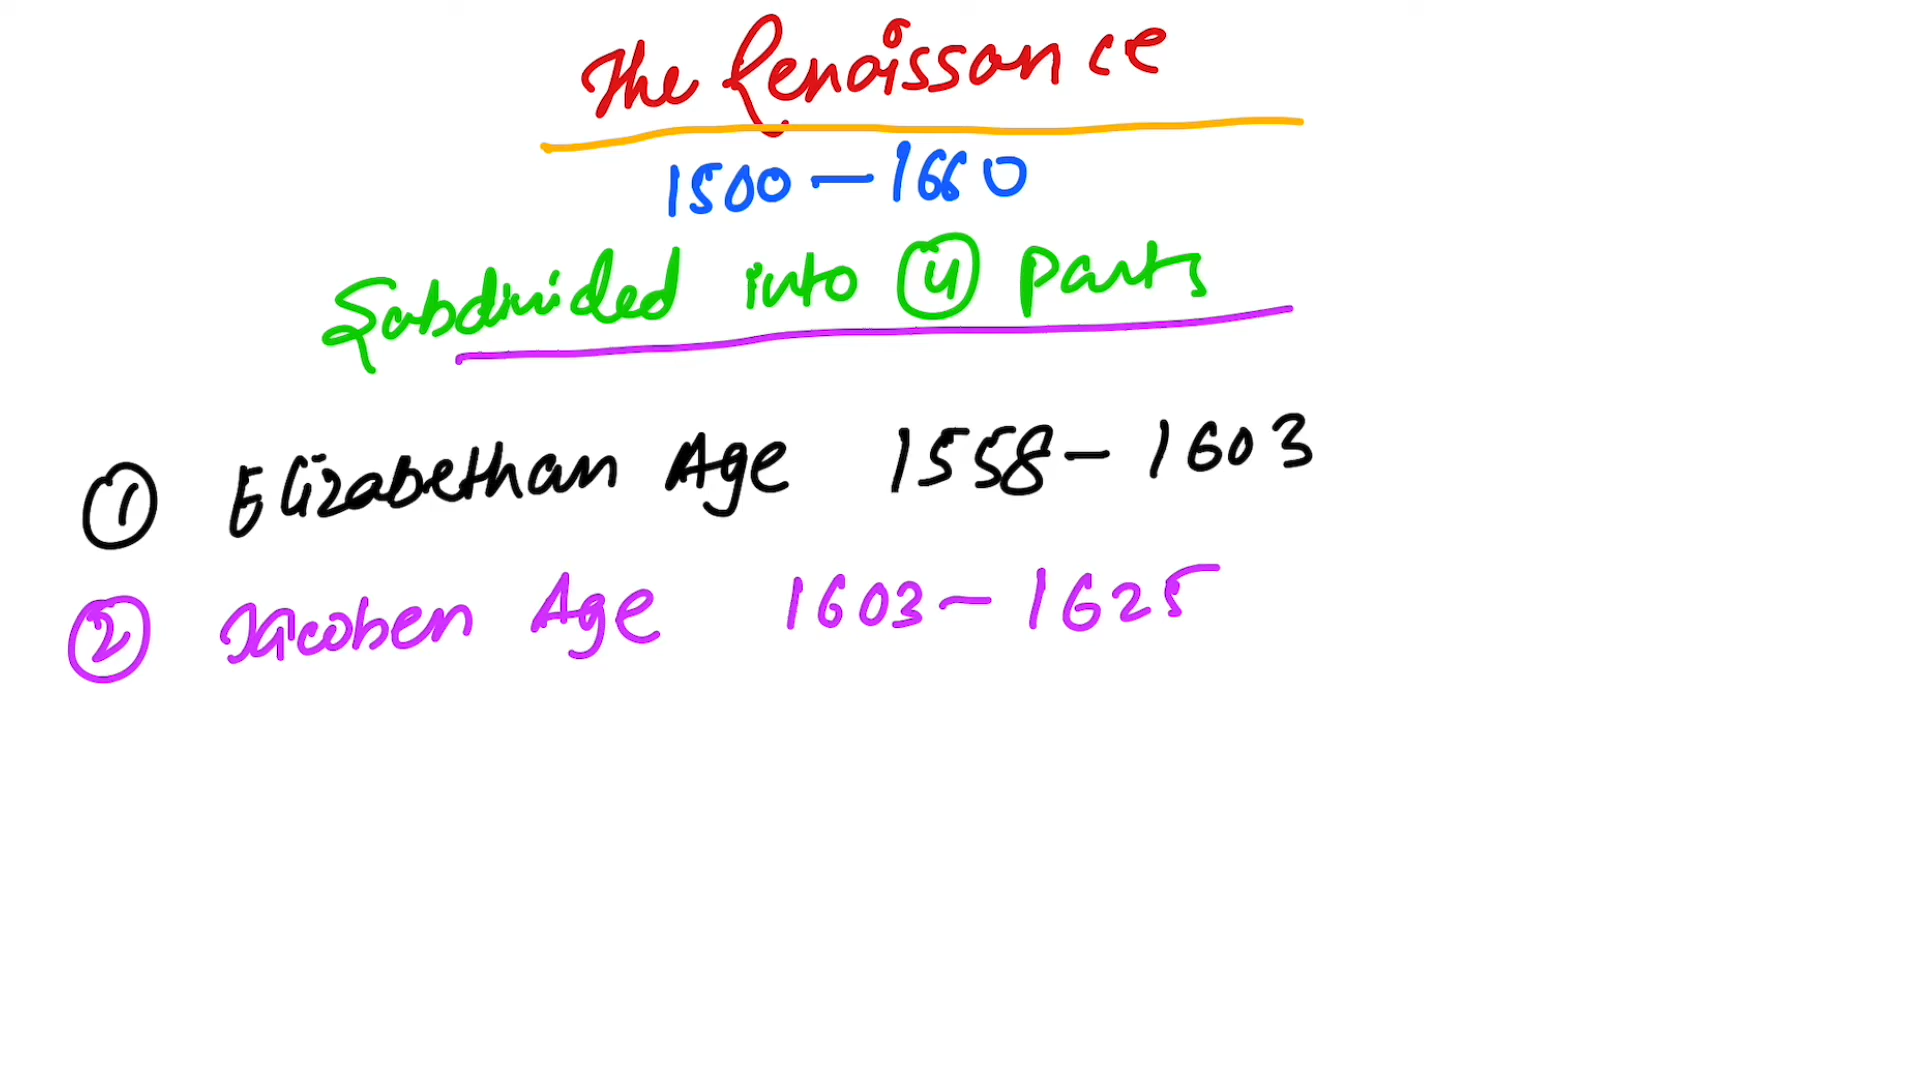 The Renaissance
1500 - 1660
Subdivided into 4 parts
1 Elizabethan Age 1558 - 1603
2 Jacoben Age 1603 - 1625